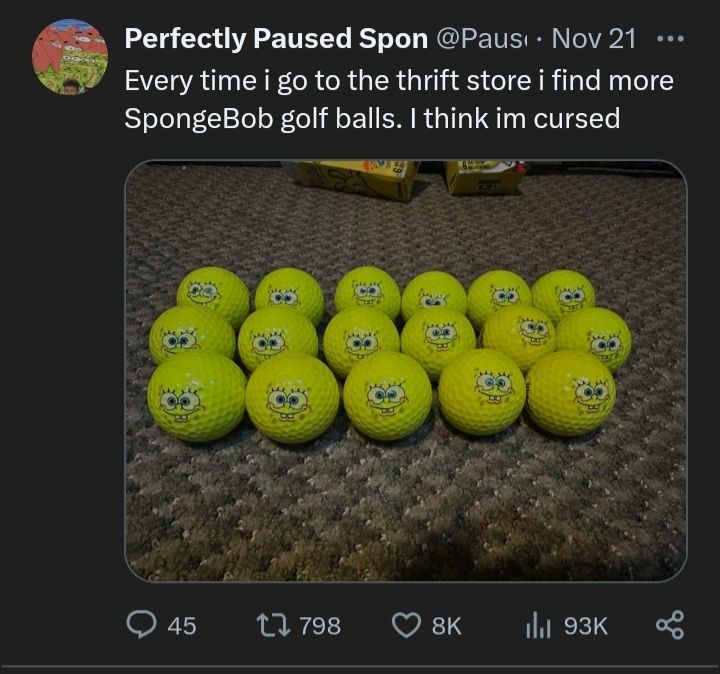 Perfectly Paused Spon @Paus · Nov 21
Every time i go to the thrift store i find more
SpongeBob golf balls. I think im cursed
45 798 8K 93K